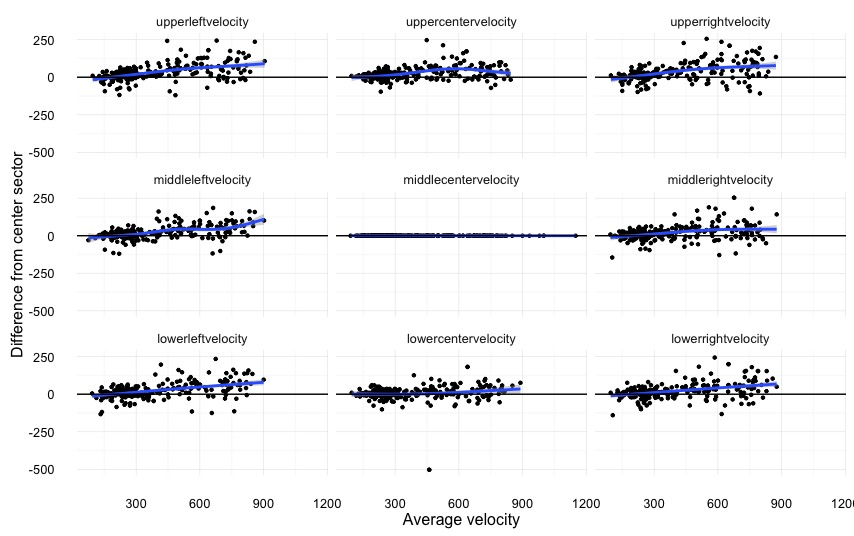 upperleftvelocity uppercentervelocity upperrightvelocity
250
0
-250
-500
middleleftvelocity middlecentervelocity middlerightvelocity
250
0
-250
-500
lowerleftvelocity lowercentervelocity lowerrightvelocity
250
0
-250
-500
300 600 900 1200 300 600 900 1200 300 600 900
Average velocity
Difference from center sector